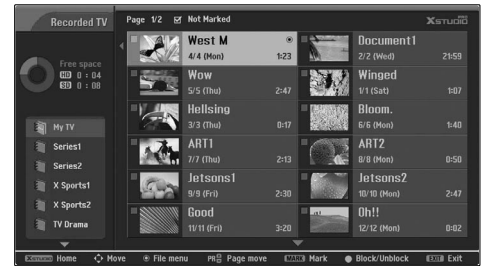 Recorded TV
Page 1/2 Not Marked
XSTUDIO
Free space
HD 0 : 04
SD 0 : 08
My TV
Series1
Series2
X Sports1
X Sports2
TV Drama
West M
4/4 (Mon) 1:23
Document1
2/2 (Wed) 21:59
Wow
5/5 (Thu) 2:47
Winged
1/1 (Sat) 1:07
Hellsing
3/3 (Thu) 0:17
Bloom.
6/6 (Mon) 1:40
ART1
7/7 (Thu) 2:13
ART2
8/8 (Mon) 0:50
Jetsons1
9/9 (Fri) 2:30
Jetsons2
10/10 (Mon) 2:47
Good
11/11 (Fri) 3:20
Oh!!
12/12 (Mon) 0:02
XSTUDIO Home Move File menu PR Page move MARK Mark Block/Unblock EXIT Exit